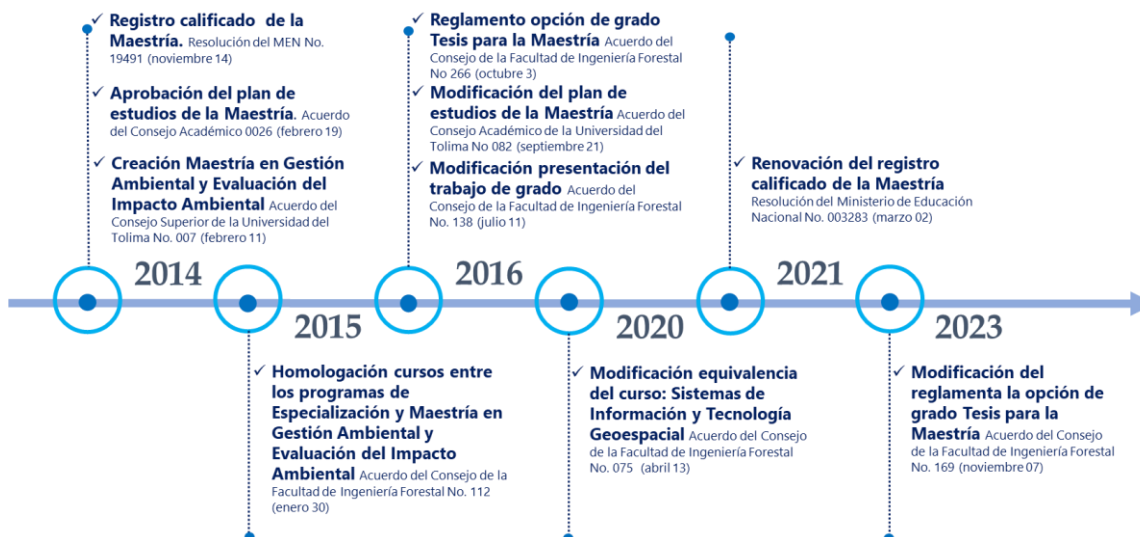 ✓ Registro calificado de la
Maestría. Resolución del MEN No.
19491 (noviembre 14)
✓ Aprobación del plan de
estudios de la Maestría. Acuerdo
del Consejo Académico 0026 (febrero 19)
✓ Creación Maestría en Gestión
Ambiental y Evaluación del
Impacto Ambiental Acuerdo del
Consejo Superior de la Universidad del
Tolima No. 007 (febrero 11)
2014
✓ Homologación cursos entre
los programas de
Especialización y Maestría en
Gestión Ambiental y
Evaluación del Impacto
Ambiental Acuerdo del Consejo de la
Facultad de Ingeniería Forestal No. 112
(enero 30)
2015
✓ Reglamento opción de grado
Tesis para la Maestría Acuerdo del
Consejo de la Facultad de Ingeniería Forestal
No 266 (octubre 3)
✓ Modificación del plan de
estudios de la Maestría Acuerdo del
Consejo Académico de la Universidad del
Tolima No 082 (septiembre 21)
✓ Modificación presentación del
trabajo de grado Acuerdo del
Consejo de la Facultad de Ingeniería Forestal
No. 138 (julio 11)
2016
2020
✓ Modificación equivalencia
del curso: Sistemas de
Información y Tecnología
Geoespacial Acuerdo del Consejo
de la Facultad de Ingeniería Forestal
No. 075 (abril 13)
✓ Renovación del registro
calificado de la Maestría
Resolución del Ministerio de Educación
Nacional No. 003283 (marzo 02)
2021
2023
✓ Modificación del
reglamenta la opción de
grado Tesis para la
Maestría Acuerdo del Consejo
de la Facultad de Ingeniería Forestal
No. 169 (noviembre 07)